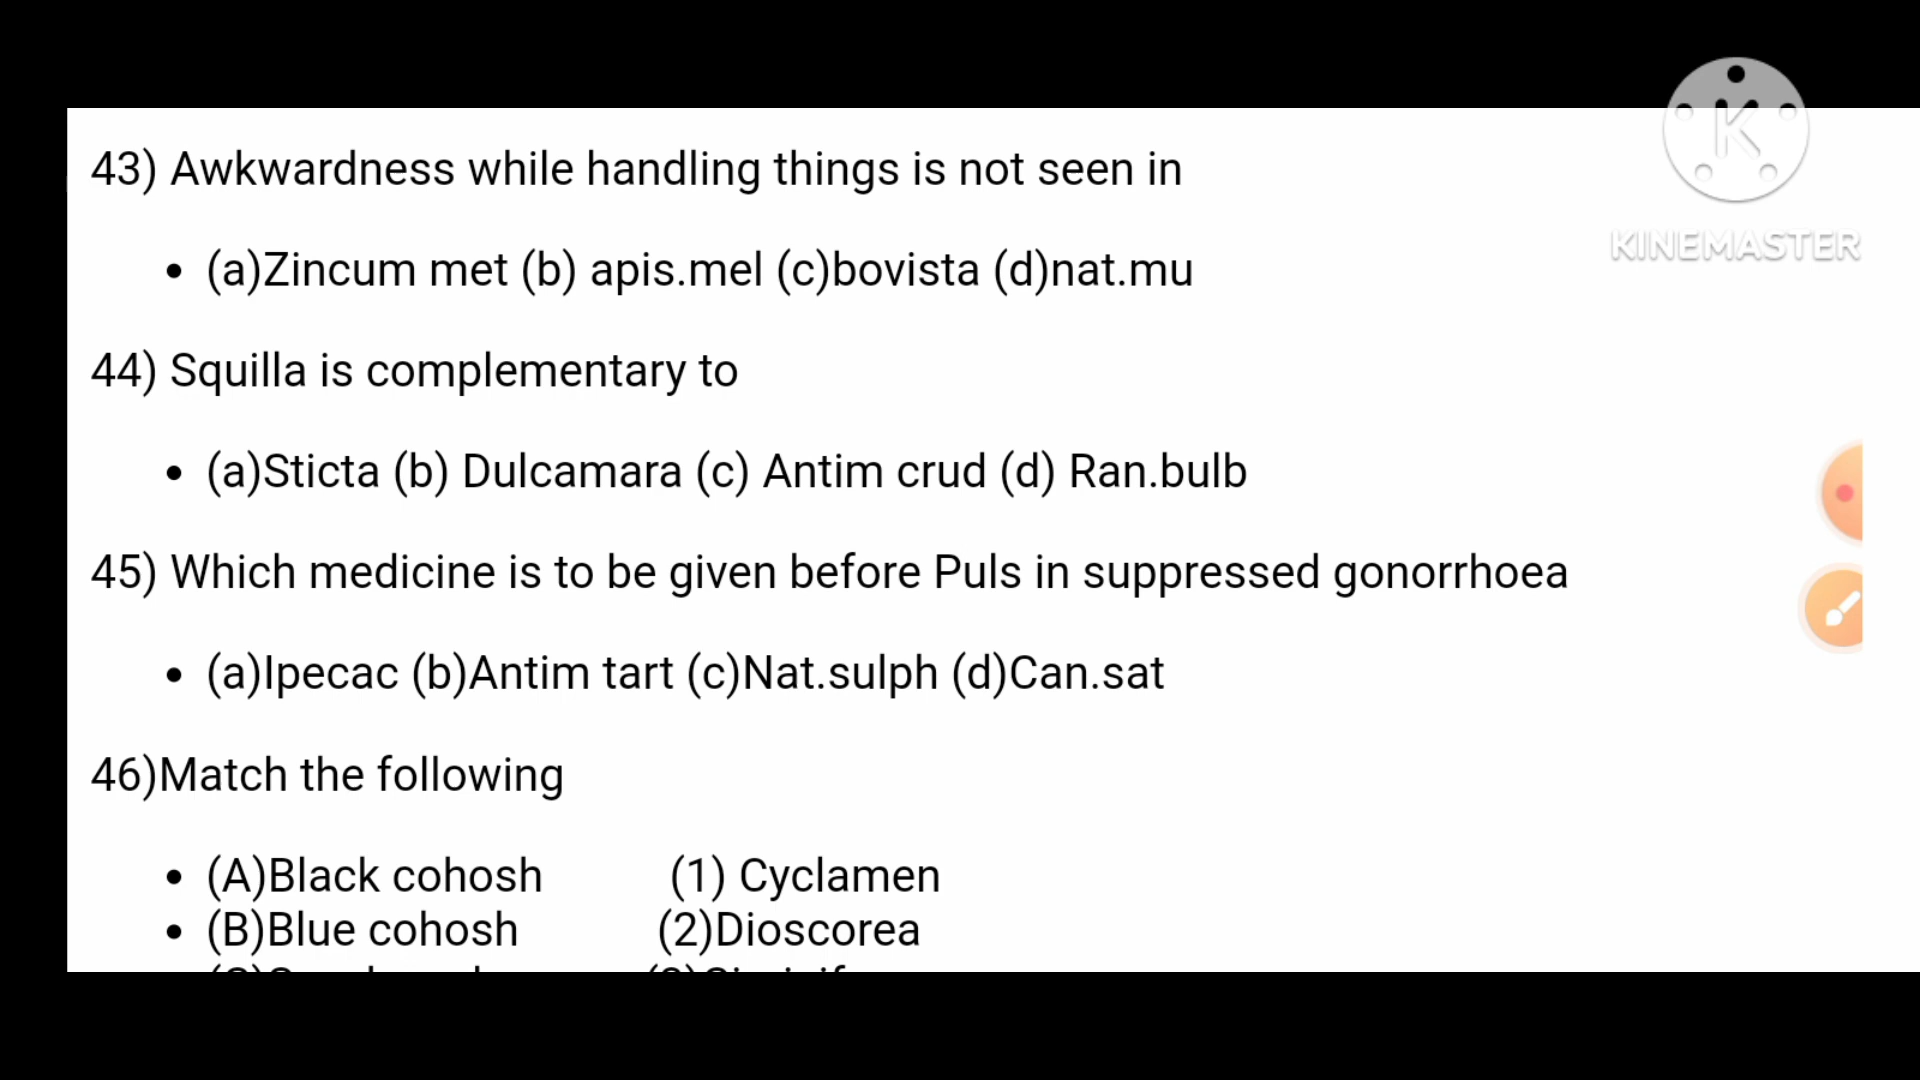 43) Awkwardness while handling things is not seen in
• (a)Zincum met (b) apis.mel (c)bovista (d)nat.mu
44) Squilla is complementary to
• (a)Sticta (b) Dulcamara (c) Antim crud (d) Ran.bulb
45) Which medicine is to be given before Puls in suppressed gonorrhoea
• (a)Ipecac (b)Antim tart (c)Nat.sulph (d)Can.sat
46)Match the following
• (A)Black cohosh (1) Cyclamen
• (B)Blue cohosh (2)Dioscorea
K
KINEMASTER